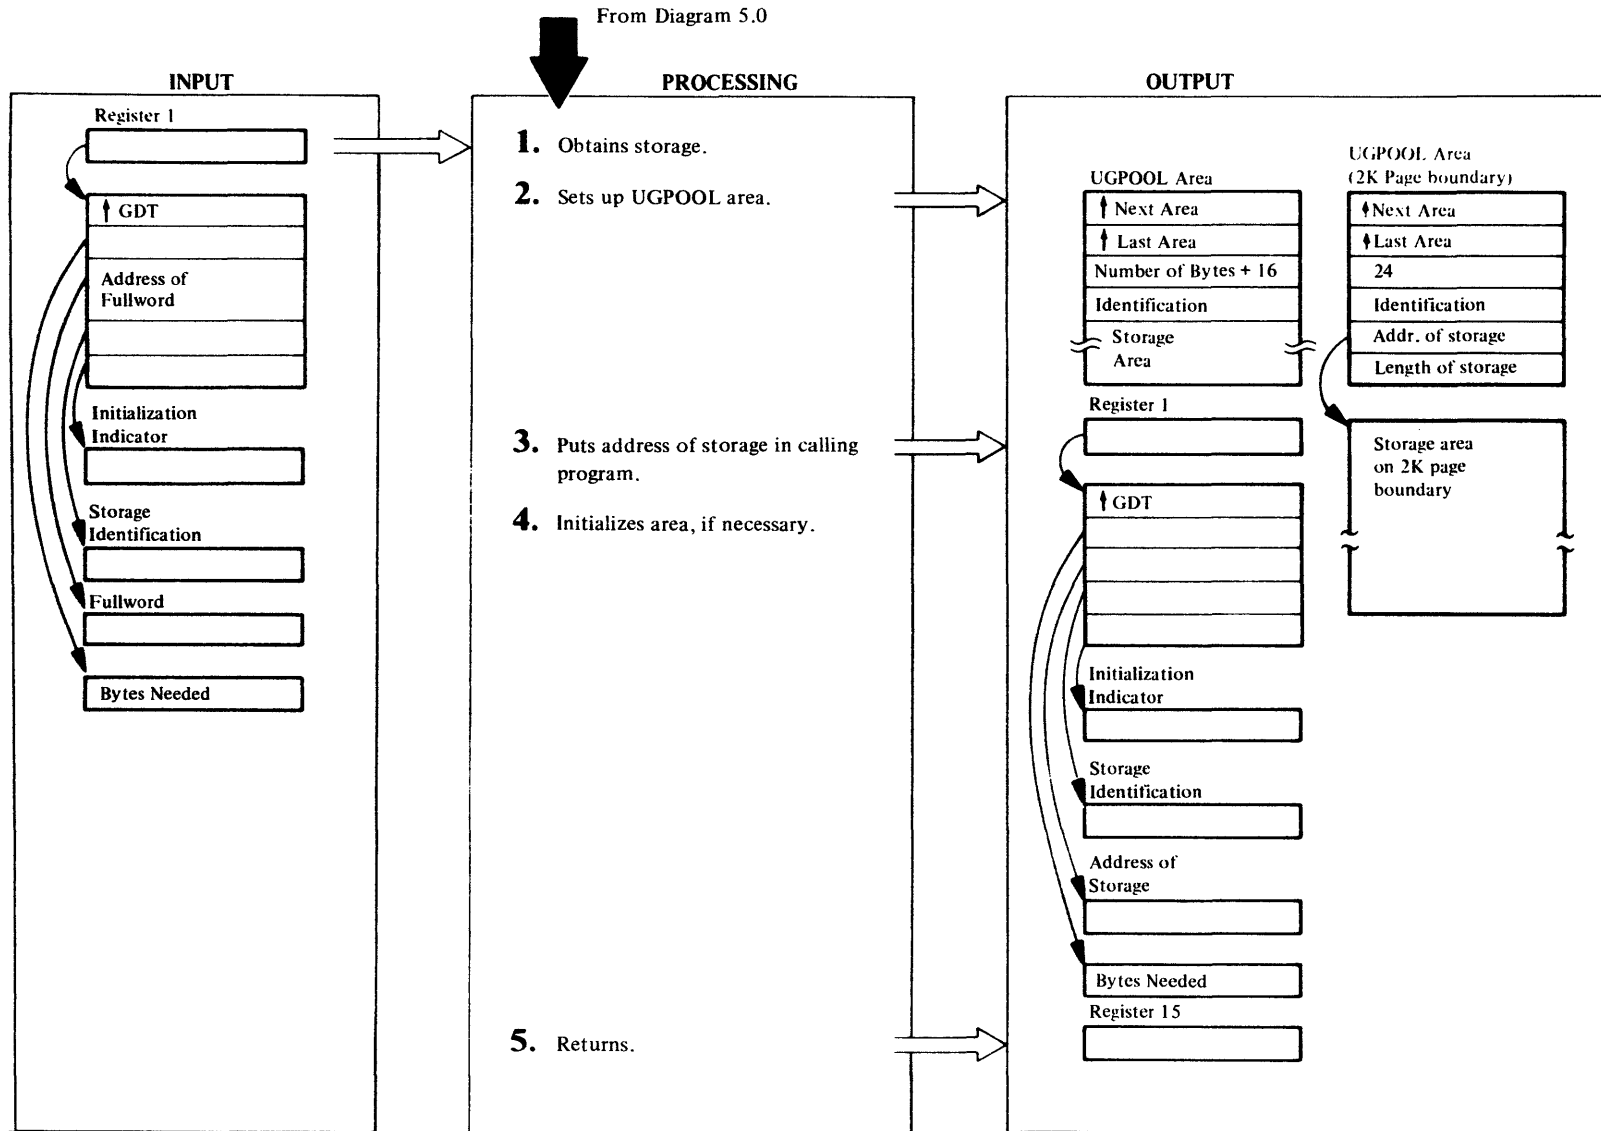 From Diagram 5.0
INPUT
Register 1
↑ GDT
Address of
Fullword
Initialization
Indicator
Storage
Identification
Fullword
Bytes Needed
PROCESSING
1. Obtains storage.
2. Sets up UGPOOL area.
3. Puts address of storage in calling
program.
4. Initializes area, if necessary.
5. Returns.
OUTPUT
UGPOOL Area
↑ Next Area
↑ Last Area
Number of Bytes + 16
Identification
Storage
Area
UGPOOL Area
(2K Page boundary)
↑Next Area
↑Last Area
24
Identification
Addr. of storage
Length of storage
Storage area
on 2K page
boundary
Register 1
↑ GDT
Initialization
Indicator
Storage
Identification
Address of
Storage
Bytes Needed
Register 15